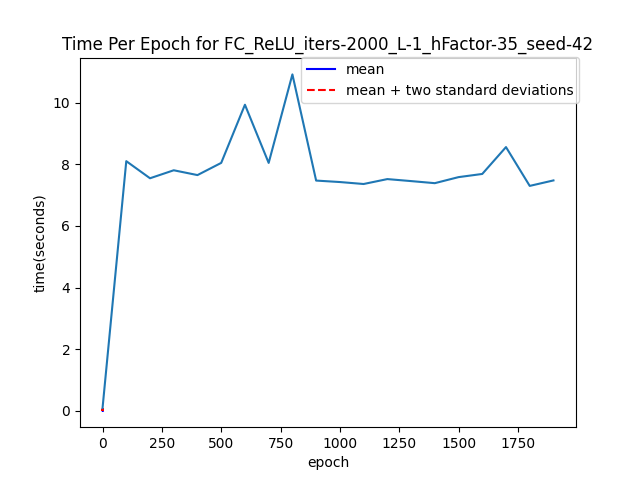 Time Per Epoch for FC_ReLU_iters-2000_L-1_hFactor-35_seed-42
mean
mean + two standard deviations
10
8
6
4
2
0
time(seconds)
0 250 500 750 1000 1250 1500 1750
epoch